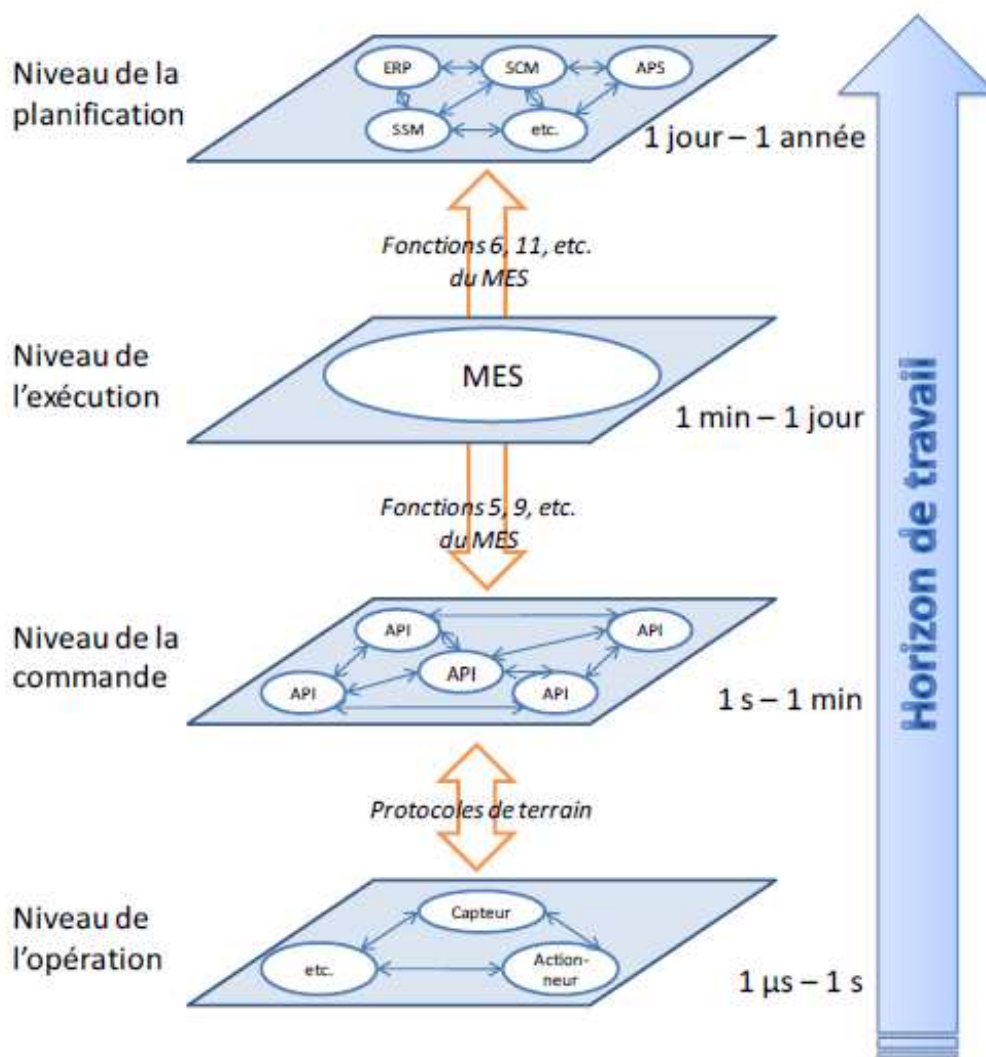 Niveau de la
planification
ERP
SCM
APS
SSM
etc.
1 jour – 1 année
Fonctions 6, 11, etc.
du MES
Niveau de
l'exécution
MES
1 min – 1 jour
Fonctions 5, 9, etc.
du MES
Niveau de la
commande
API
API
API
API
API
1 s – 1 min
Protocoles de terrain
Niveau de
l'opération
Capteur
etc.
Action-
neur
1 µs – 1 s
Horizon de travail